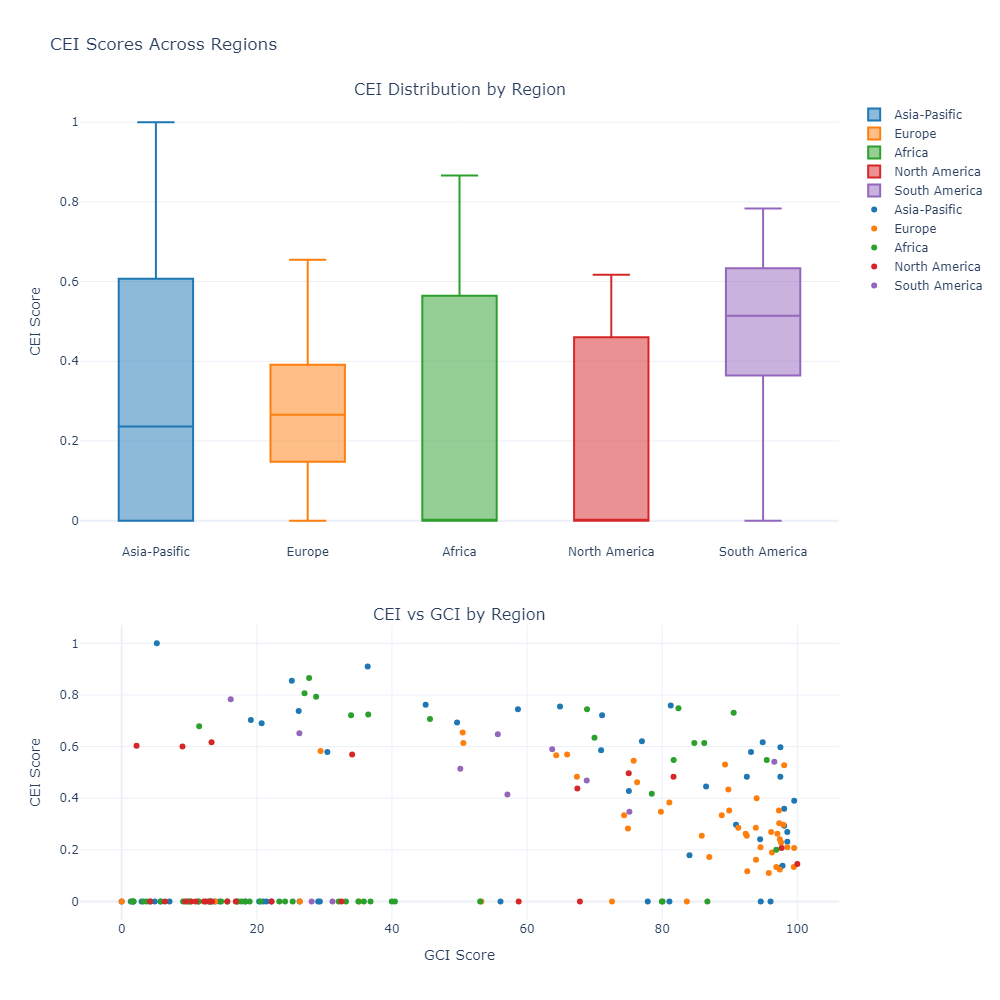 CEI Scores Across Regions
CEI Distribution by Region
1
0.8
0.6
0.4
0.2
0
CEI Score
Asia-Pasific
Europe
Africa
North America
South America
Asia-Pasific
Europe
Africa
North America
South America
Asia-Pasific
Europe
Africa
North America
South America
CEI vs GCI by Region
1
0.8
0.6
0.4
0.2
0
CEI Score
0
20
40
60
80
100
GCI Score